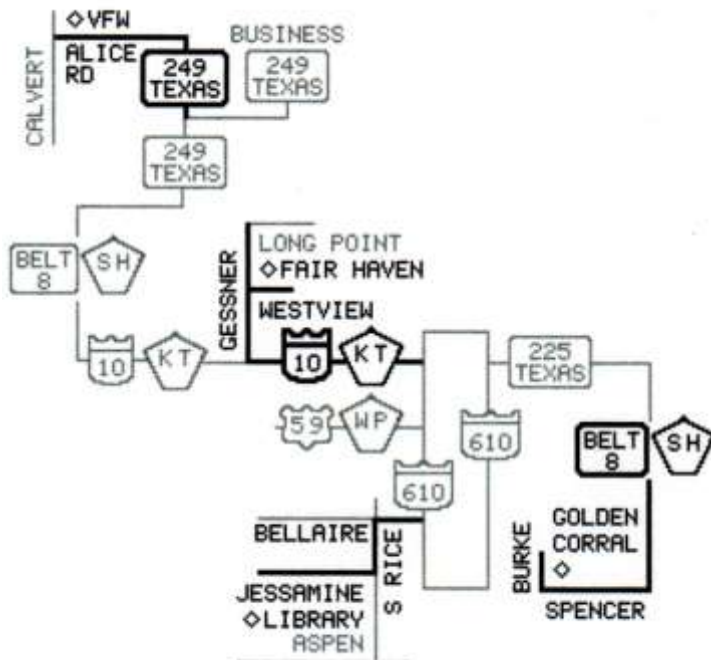 VFW
CALVERT
ALICE
RD
249
TEXAS
BUSINESS
249
TEXAS
249
TEXAS
BELT
8
SH
GESSNER
LONG POINT
FAIR HAVEN
WESTVIEW
10
KT
10
KT
225
TEXAS
59
WP
610
610
BELT
8
SH
BELLAIRE
S RICE
JESSAMINE
LIBRARY
ASPEN
BURKE
GOLDEN
CORRAL
SPENCER